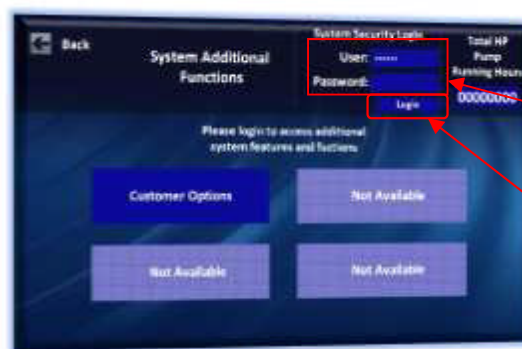 Back
System Additional
Functions
System Security Login
User: *****
Password:
Login
Total HP
Pump
Running Hours
00000000
Please login to access additional
system features and fuctions
Customer Options
Not Available
Not Available
Not Available